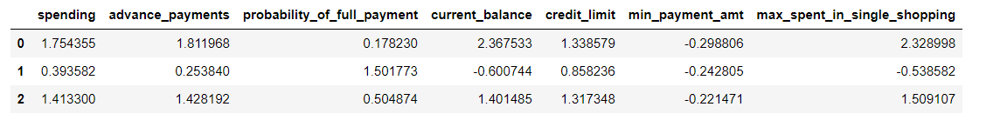 spending advance_payments probability_of_full_payment current_balance credit_limit min_payment_amt max_spent_in_single_shopping
0 1.754355 1.811968 0.178230 2.367533 1.338579 -0.298806 2.328998
1 0.393582 0.253840 1.501773 -0.600744 0.858236 -0.242805 -0.538582
2 1.413300 1.428192 0.504874 1.401485 1.317348 -0.221471 1.509107